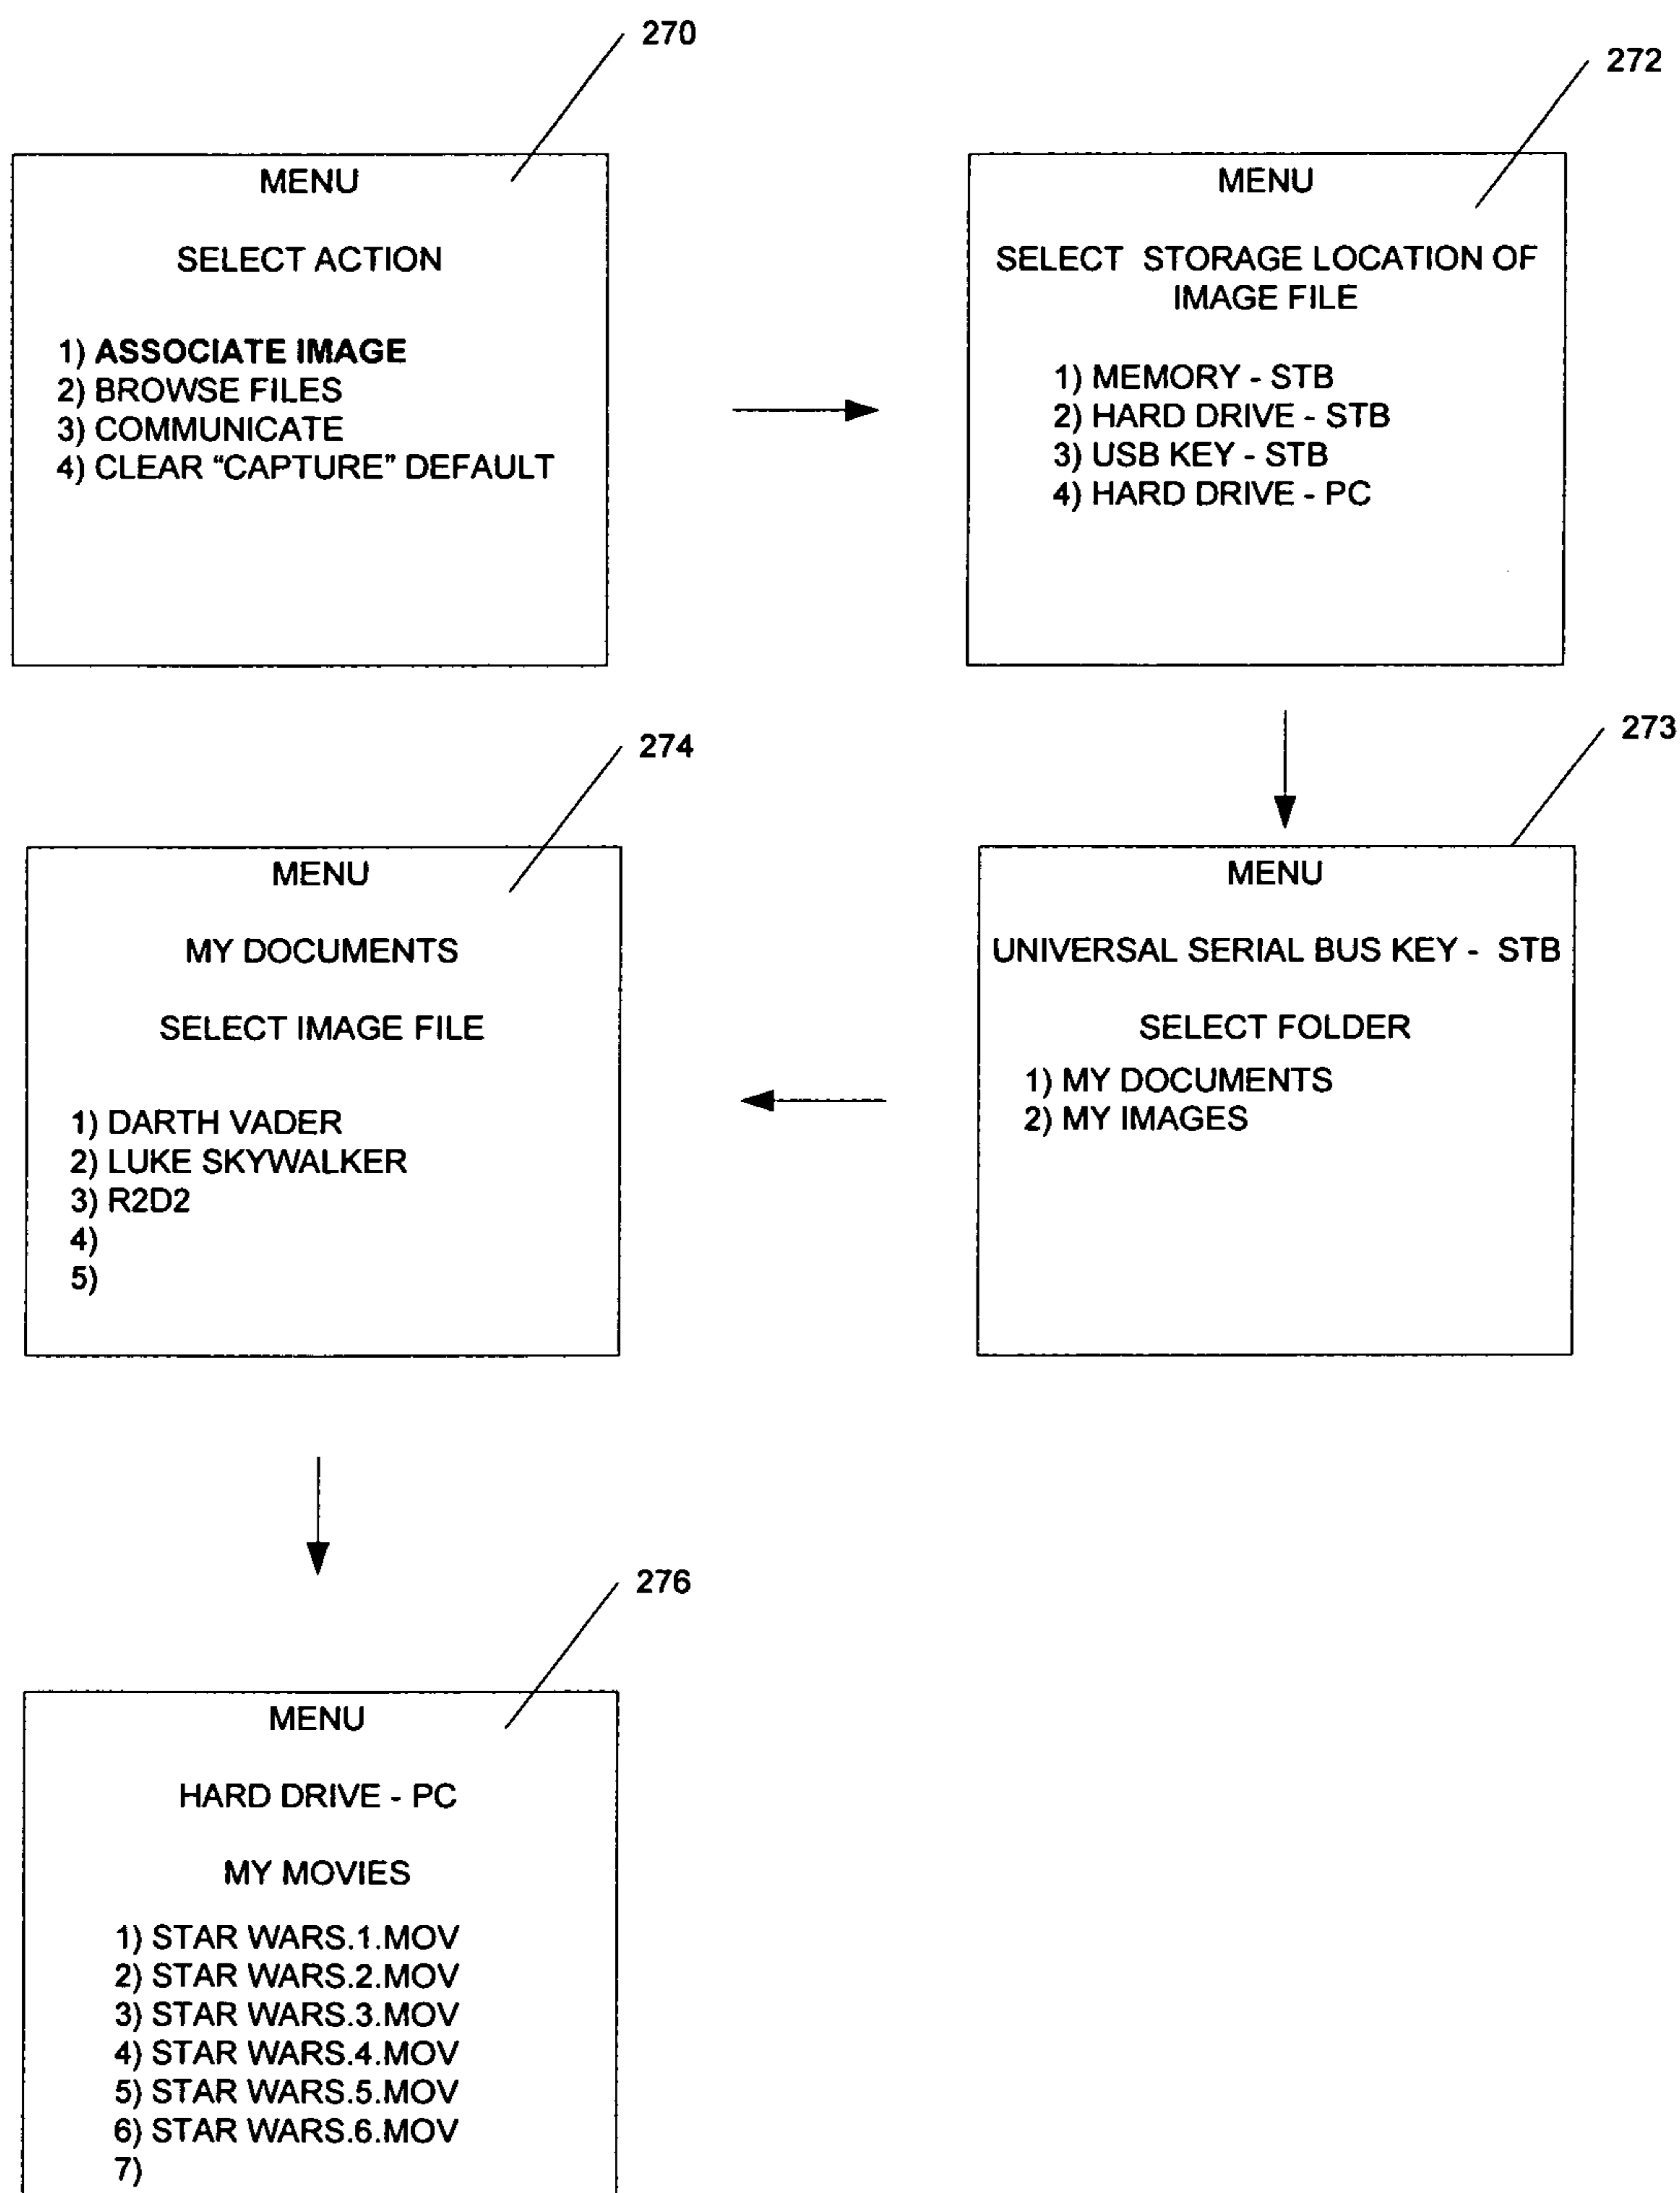 270
MENU
SELECT ACTION
1) ASSOCIATE IMAGE
2) BROWSE FILES
3) COMMUNICATE
4) CLEAR “CAPTURE” DEFAULT
272
MENU
SELECT STORAGE LOCATION OF
IMAGE FILE
1) MEMORY - STB
2) HARD DRIVE - STB
3) USB KEY - STB
4) HARD DRIVE - PC
273
MENU
UNIVERSAL SERIAL BUS KEY - STB
SELECT FOLDER
1) MY DOCUMENTS
2) MY IMAGES
274
MENU
MY DOCUMENTS
SELECT IMAGE FILE
1) DARTH VADER
2) LUKE SKYWALKER
3) R2D2
4)
5)
276
MENU
HARD DRIVE - PC
MY MOVIES
1) STAR WARS.1.MOV
2) STAR WARS.2.MOV
3) STAR WARS.3.MOV
4) STAR WARS.4.MOV
5) STAR WARS.5.MOV
6) STAR WARS.6.MOV
7)